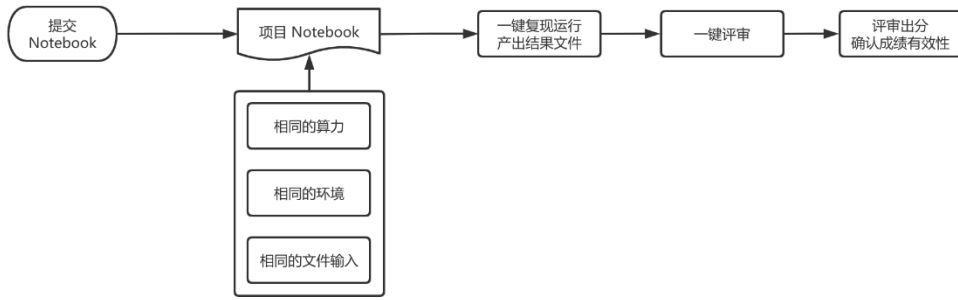 提交
Notebook
项目 Notebook
一键复现运行
产出结果文件
一键评审
评审出分
确认成绩有效性
相同的算力
相同的环境
相同的文件输入